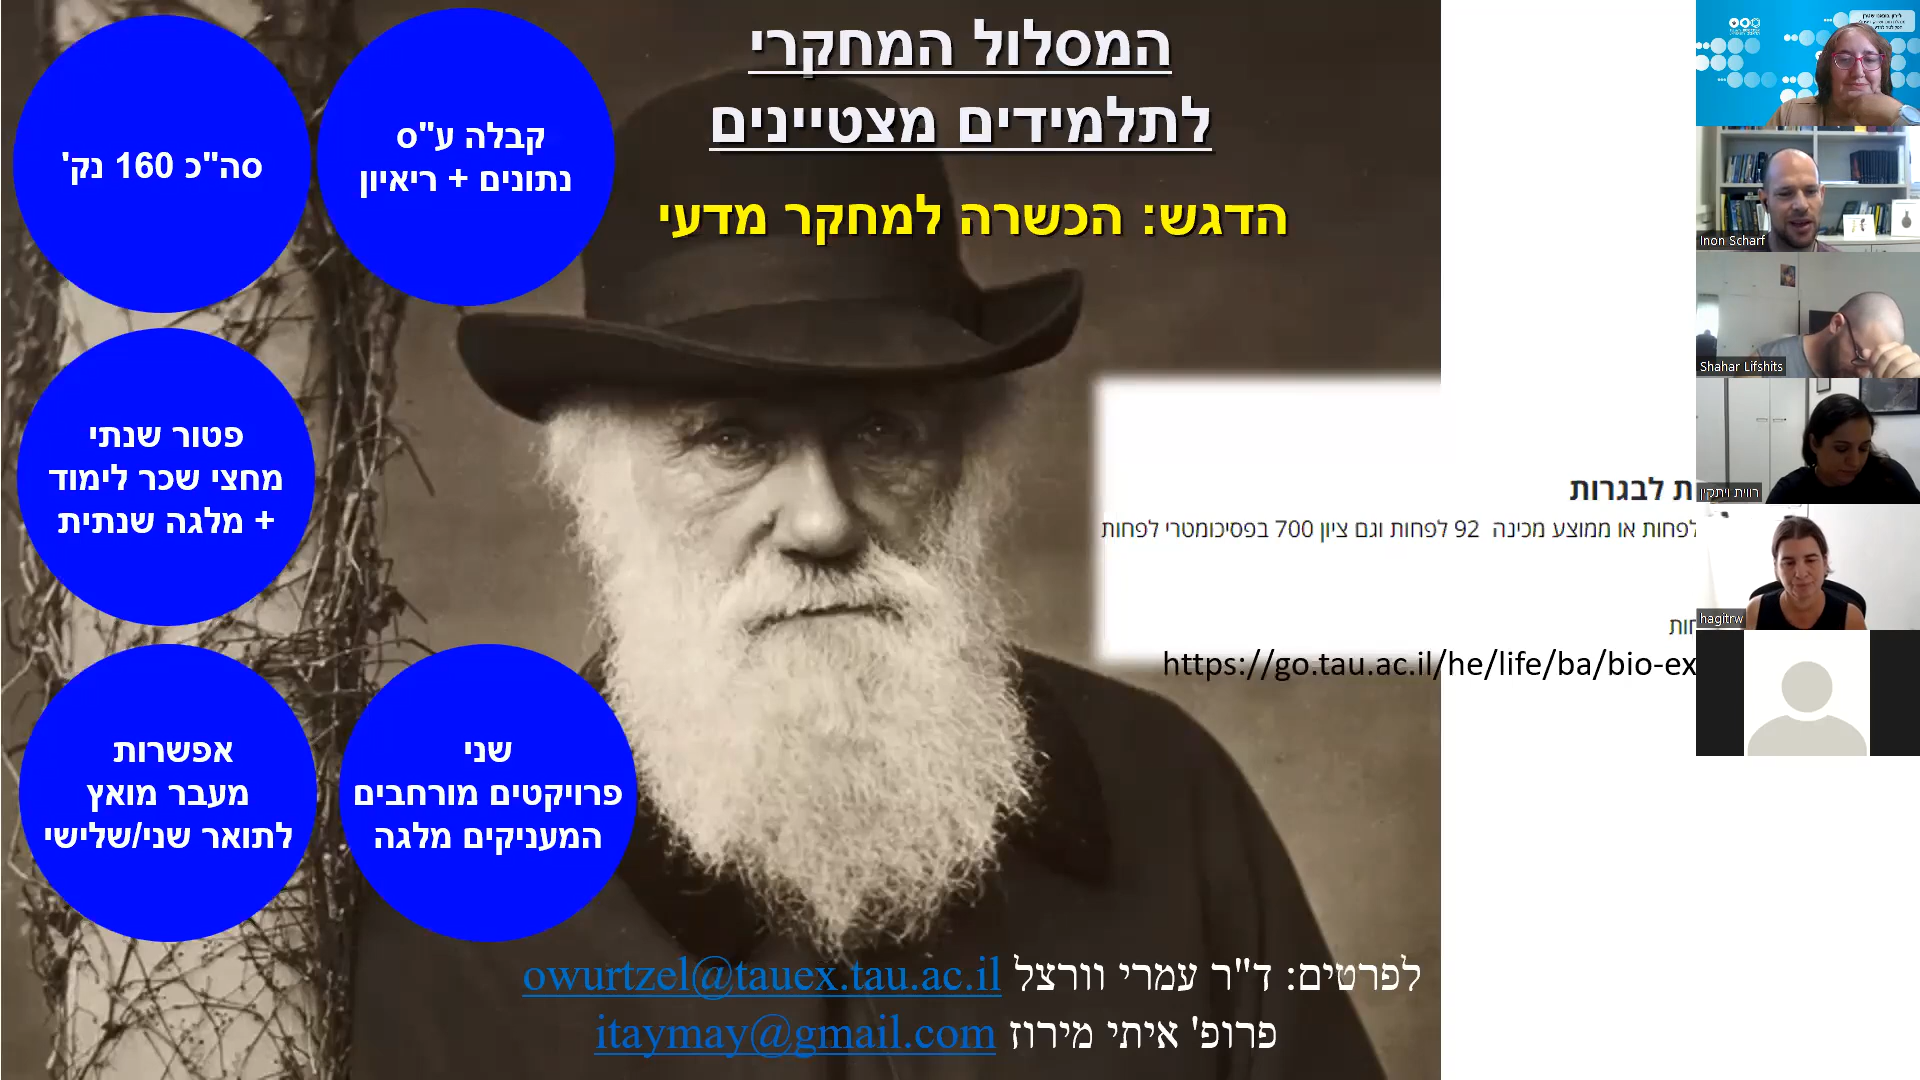 המסלול המחקרי
לתלמידים מצטיינים
הדגש: הכשרה למחקר מדעי
קבלה ע"ס
נתונים + ריאיון
סה"כ 160 נק'
פטור שנתי
מחצי שכר לימוד
+ מלגה שנתית
שני
פרויקטים מורחבים
המעניקים מלגה
אפשרות
מעבר מואץ
לתואר שני/שלישי
ת לבגרות
לפחות או ממוצע מכינה 92 לפחות וגם ציון 700 בפסיכומטרי לפחות
חות
https://go.tau.ac.il/he/life/ba/bio-ex
לפרטים: ד"ר עמרי וורצל owurtzel@tauex.tau.ac.il
פרופ' איתי מירוז itaymay@gmail.com
Inon Scharf
Shahar Lifshits
רווית ויתקין
hagitrw